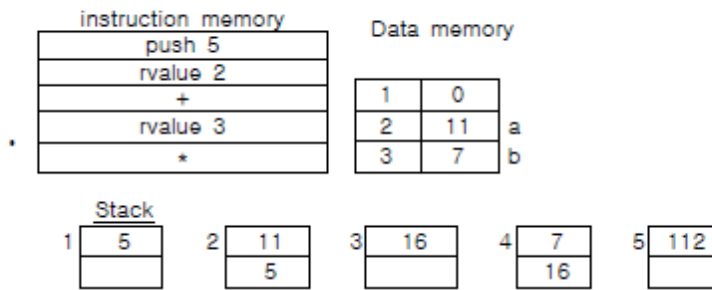 instruction memory
Data memory
push 5
rvalue 2
+
rvalue 3
*
1 0
2 11 a
3 7 b
Stack
1 5
2 11
5
3 16
4 7
16
5 112